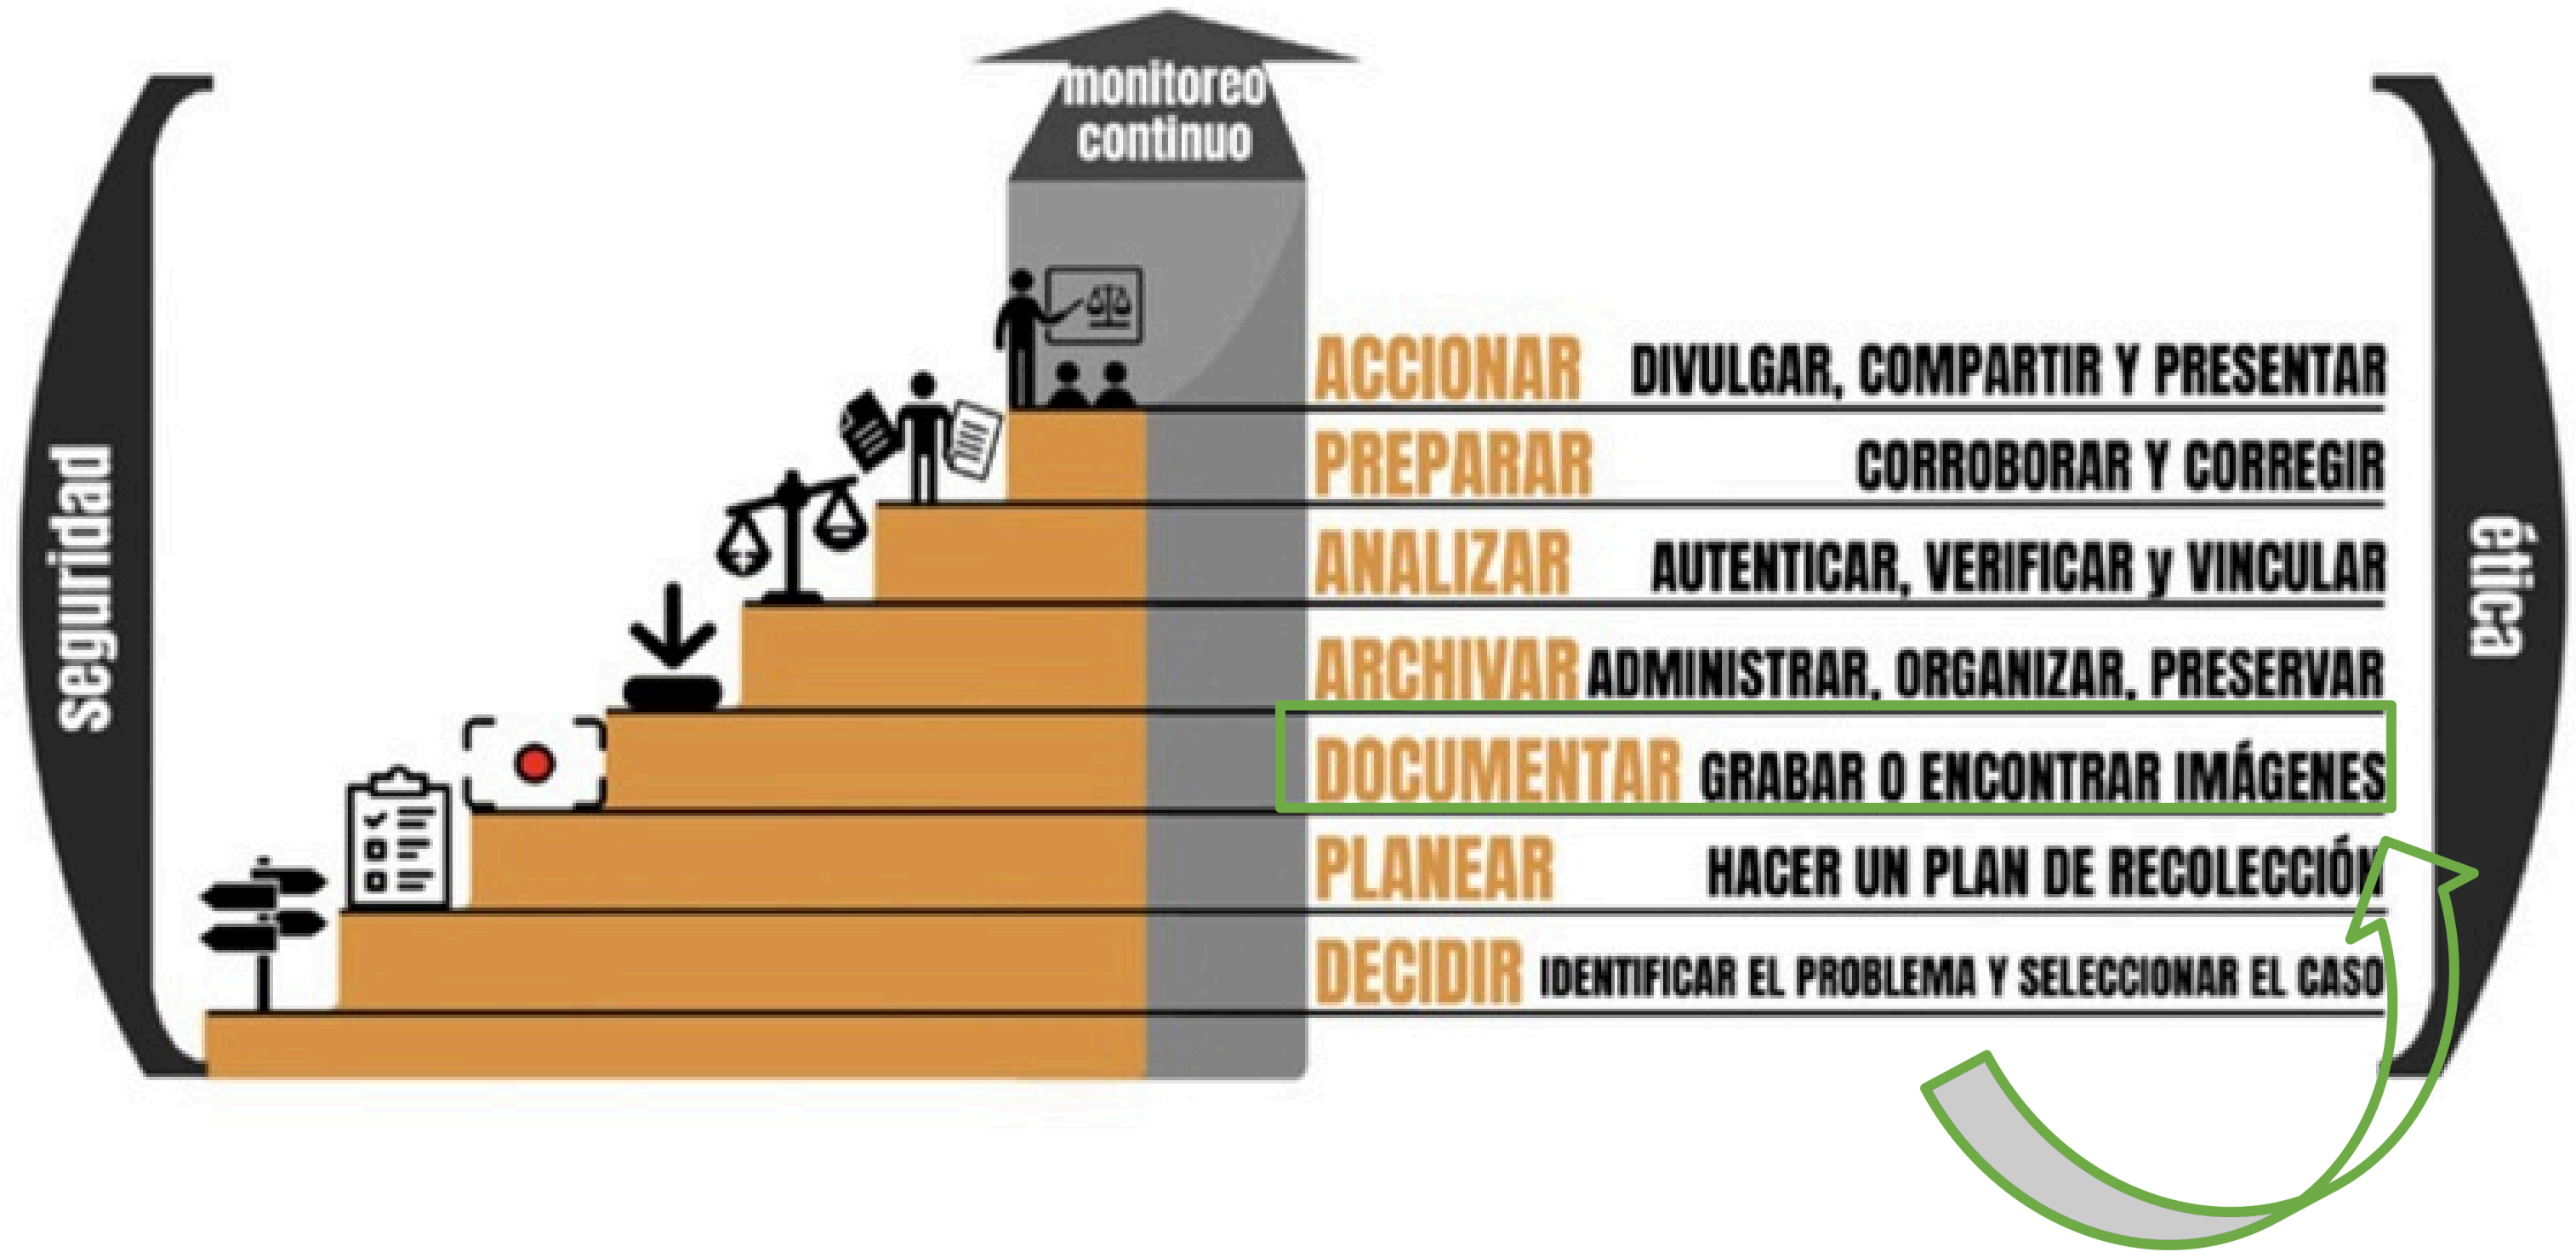 monitoreo
continuo
seguridad
ACCIONAR DIVULGAR, COMPARTIR Y PRESENTAR
PREPARAR CORROBORAR Y CORREGIR
ANALIZAR AUTENTICAR, VERIFICAR y VINCULAR
ARCHIVAR ADMINISTRAR, ORGANIZAR, PRESERVAR
DOCUMENTAR GRABAR O ENCONTRAR IMÁGENES
PLANEAR HACER UN PLAN DE RECOLECCIÓN
DECIDIR IDENTIFICAR EL PROBLEMA Y SELECCIONAR EL CASO
ética